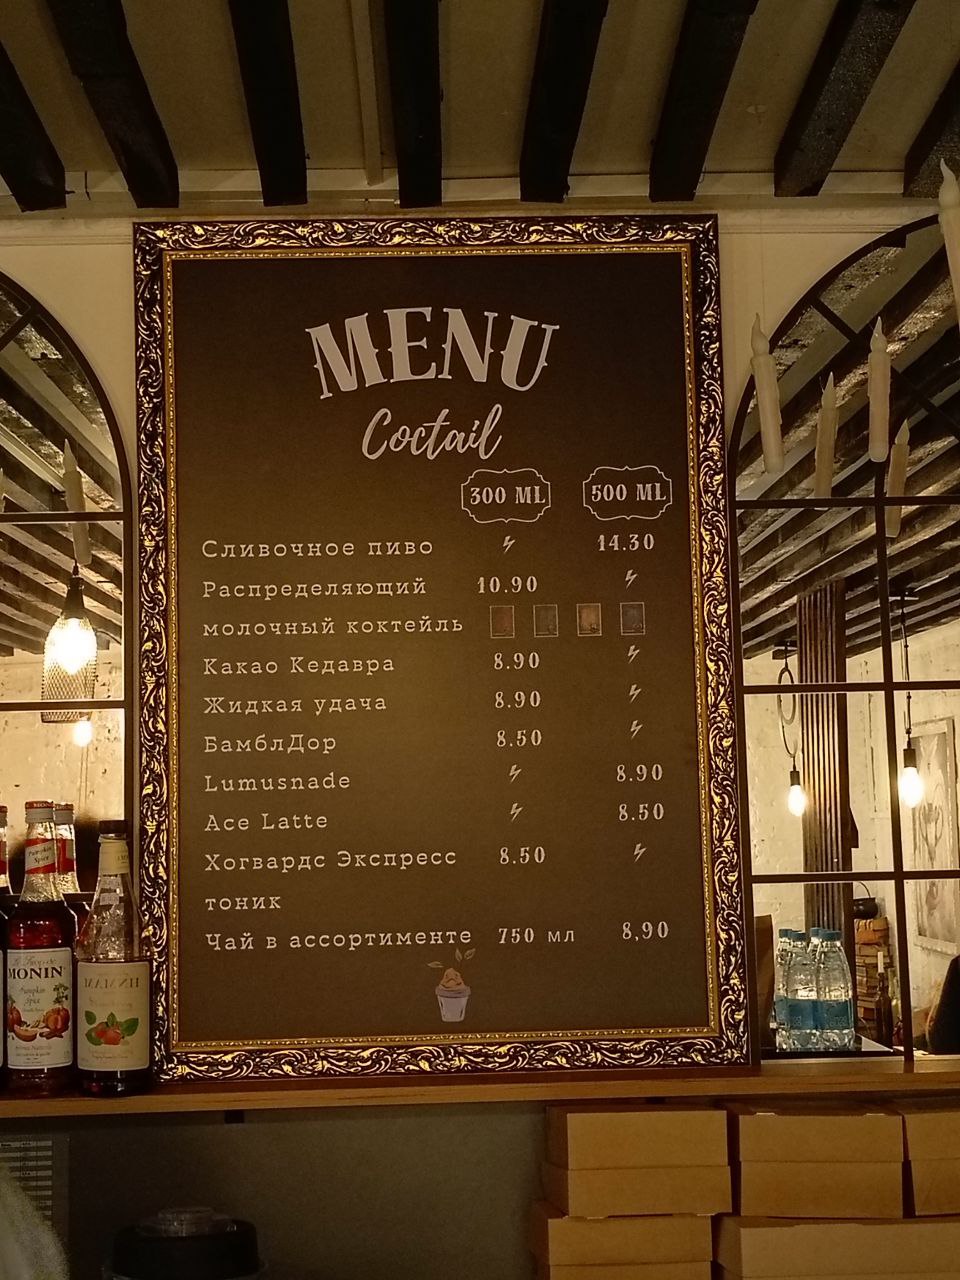 MENU
Coctail
300 ML 500 ML
Сливочное пиво 14.30
Распределяющий 10.90
молочный коктейль
Какао Кедавра 8.90
Жидкая удача 8.90
БамблДор 8.50
Lumusnade 8.90
Ace Latte 8.50
Хогвардс Экспресс 8.50
тоник
Чай в ассортименте 750 мл 8,90
MONIN
Pumpkin
Spice